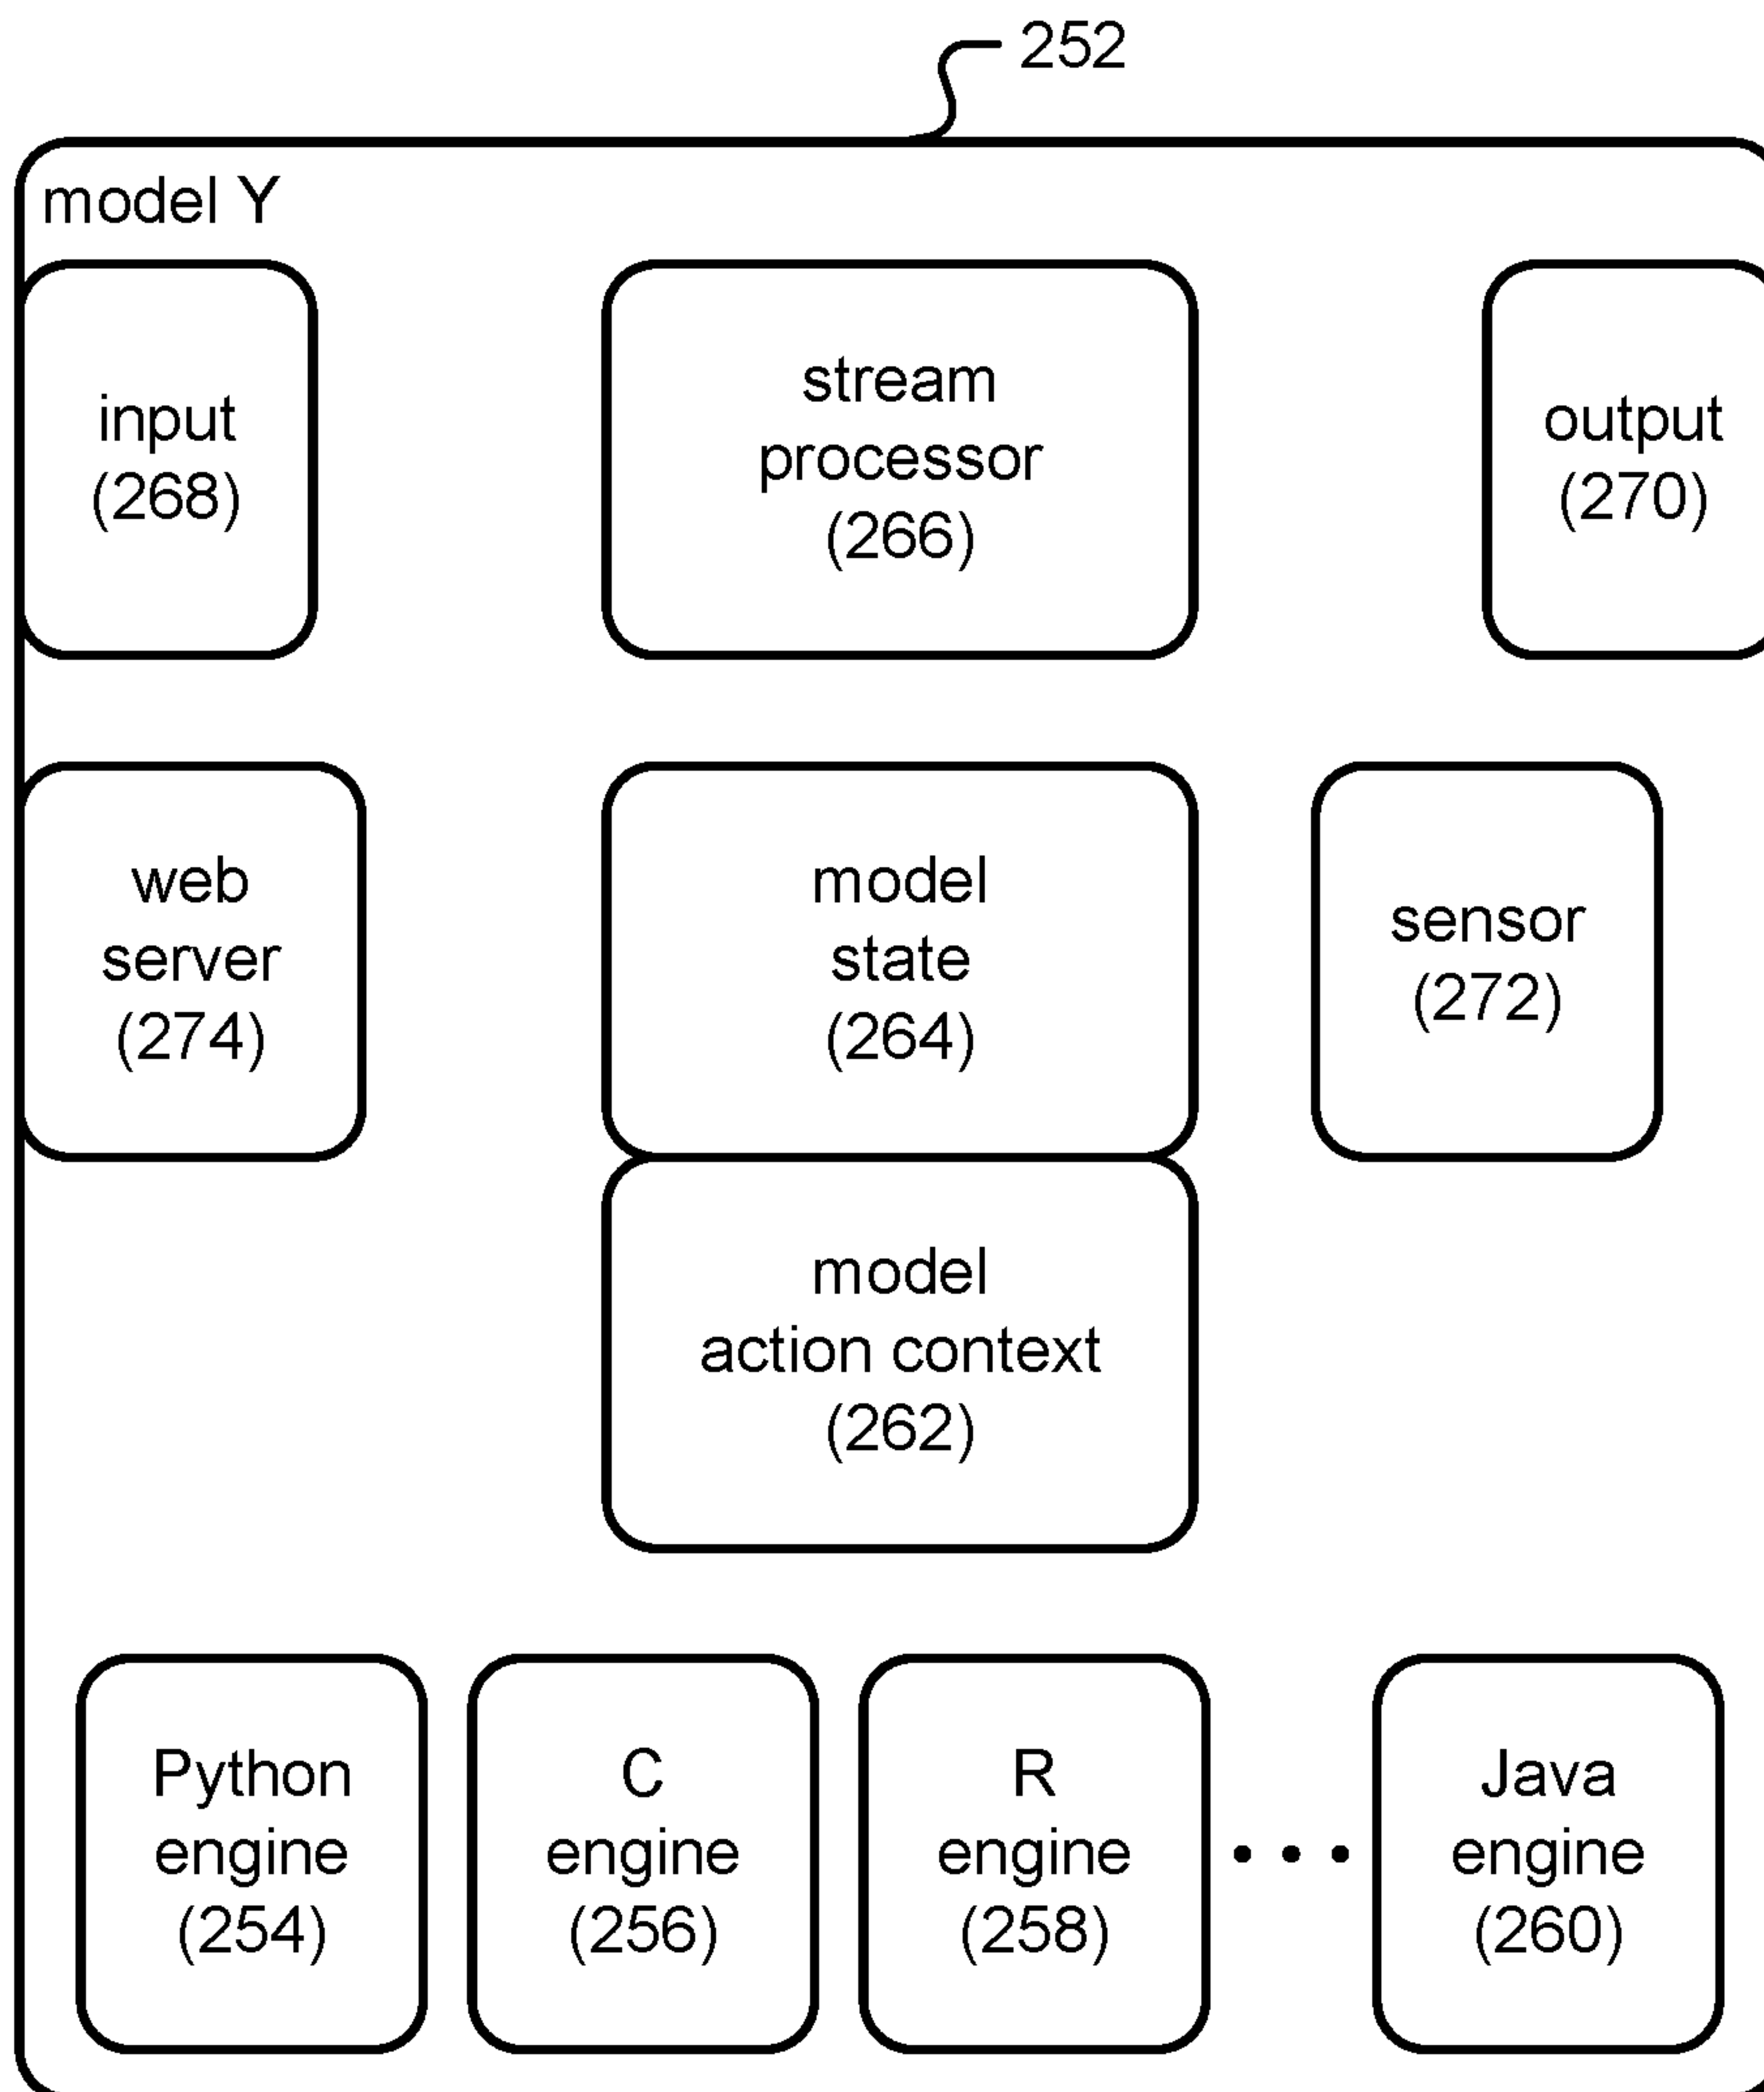 252
model Y
input
(268)
stream
processor
(266)
output
(270)
web
server
(274)
model
state
(264)
sensor
(272)
model
action context
(262)
Python
engine
(254)
C
engine
(256)
R
engine
(258)
• • •
Java
engine
(260)